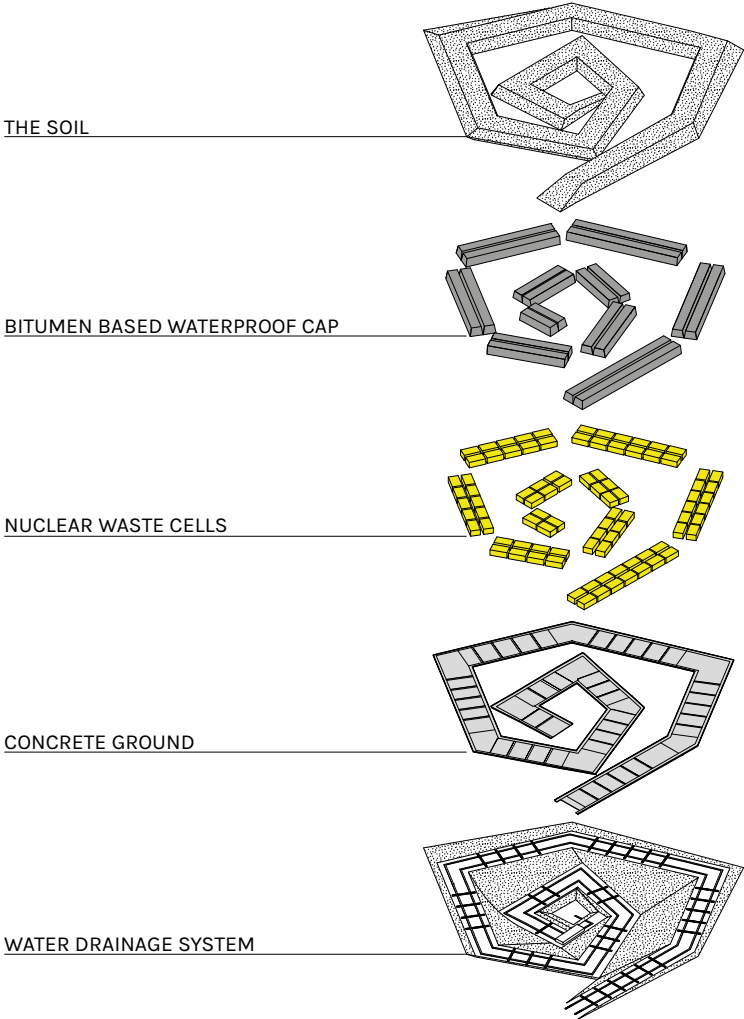 THE SOIL
BITUMEN BASED WATERPROOF CAP
NUCLEAR WASTE CELLS
CONCRETE GROUND
WATER DRAINAGE SYSTEM